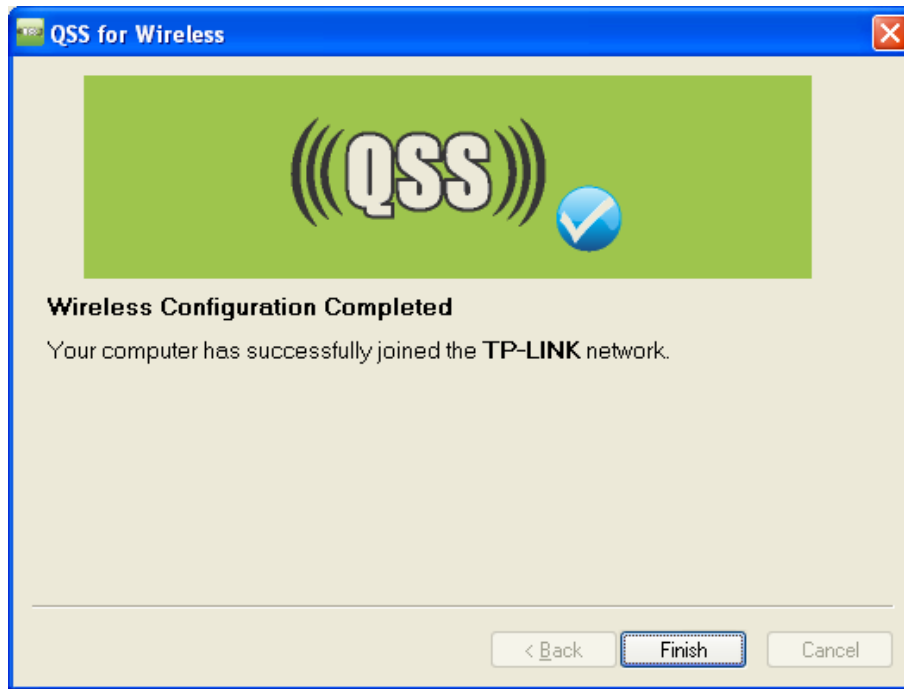 QSS for Wireless
(((QSS)))
Wireless Configuration Completed
Your computer has successfully joined the TP-LINK network.
< Back Finish Cancel